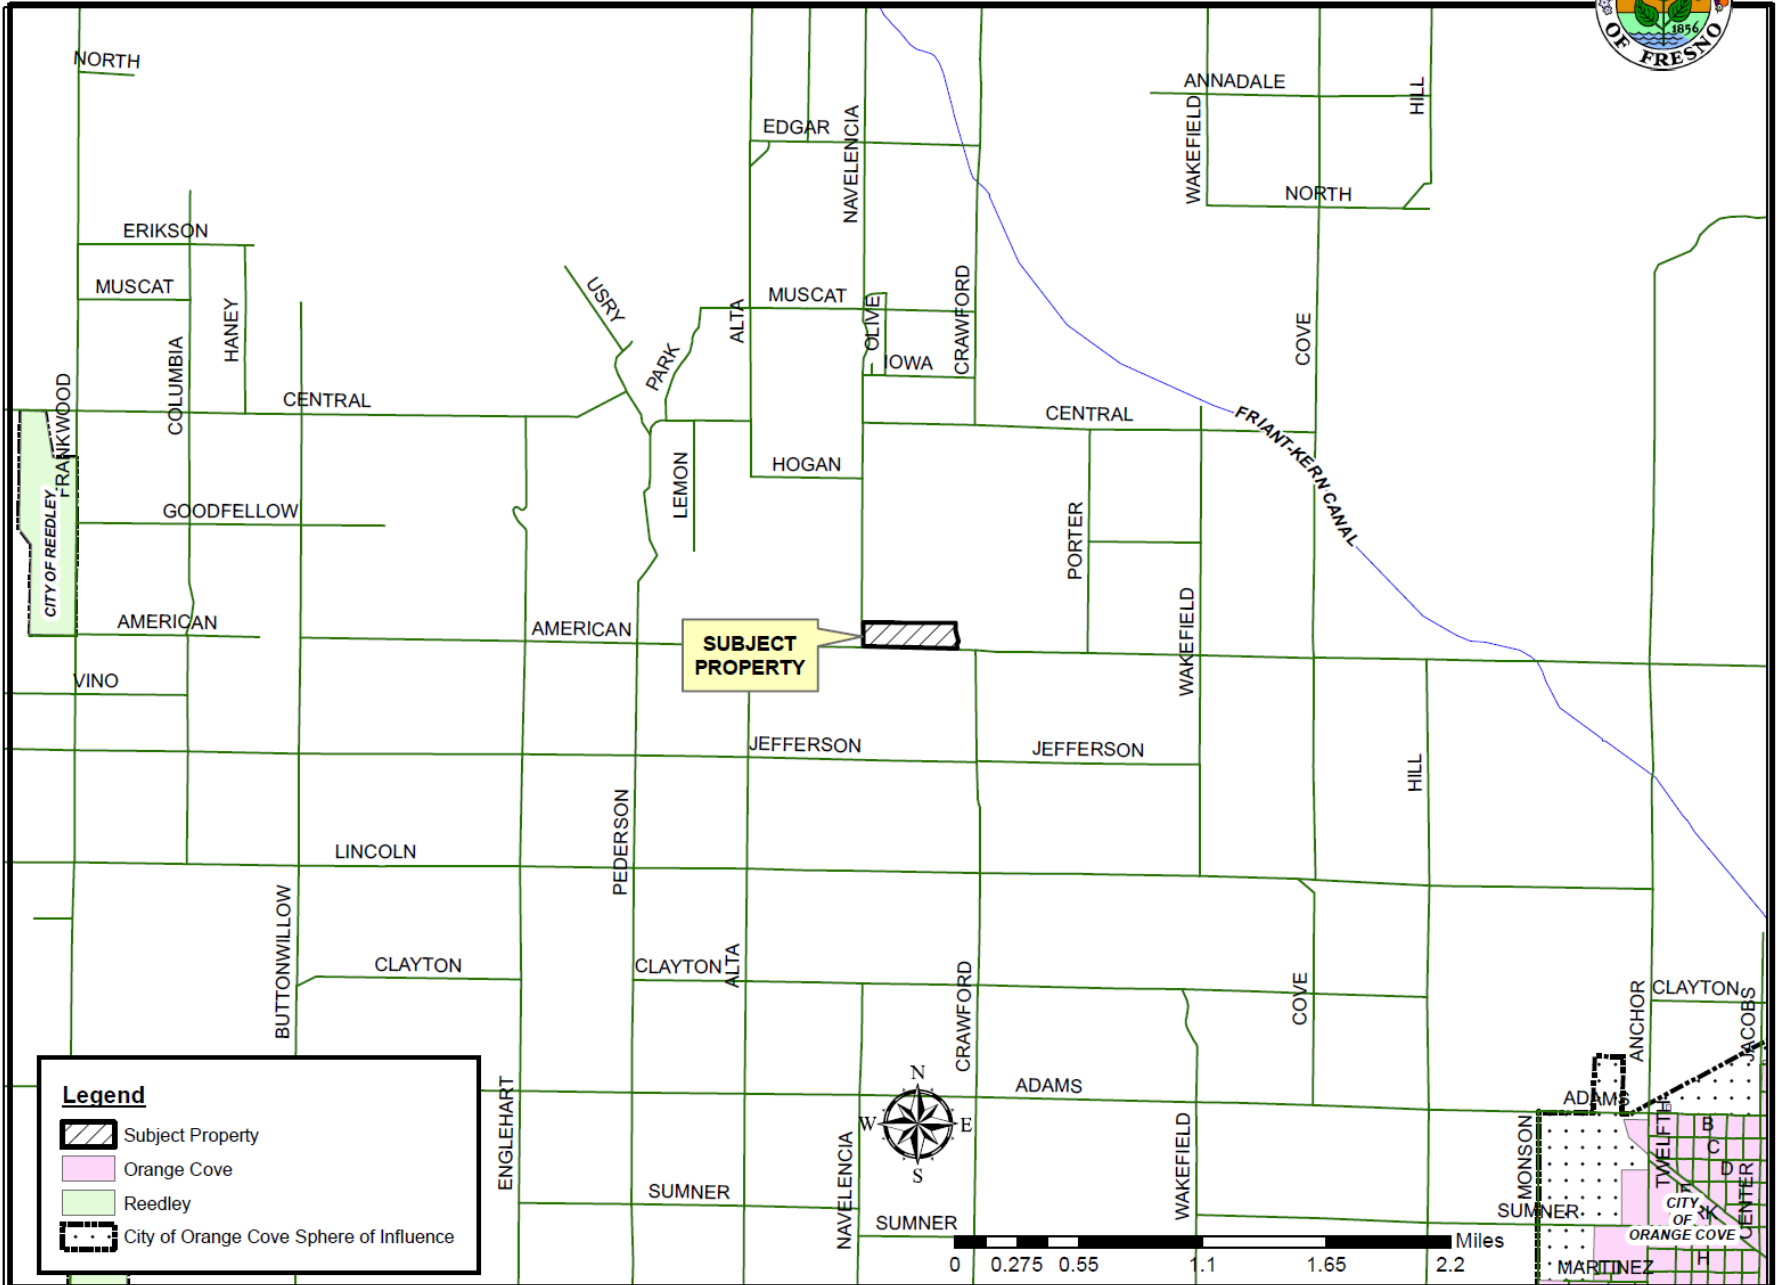 1856
OF FRESNO
NORTH
ANNADALE
HILL
EDGAR
NAVELENCIA
WAKEFIELD
NORTH
ERIKSON
MUSCAT
HANEY
COLUMBIA
USRY
PARK
ALTA
MUSCAT
OLIVE
IOWA
CRAWFORD
COVE
FRANKWOOD
CENTRAL
CENTRAL
FRIANT-KERN CANAL
HOGAN
LEMON
CITY OF REEDLEY
GOODFELLOW
PORTER
AMERICAN
AMERICAN
SUBJECT
PROPERTY
WAKEFIELD
VINO
JEFFERSON
JEFFERSON
HILL
PEDERSON
LINCOLN
BUTTONWILLOW
CLAYTON
CLAYTON
ALTA
CRAWFORD
COVE
ANCHOR
CLAYTON
JACOBS
ENGLEHART
N
W
E
S
ADAMS
ADAMS
NAVELENCIA
WAKEFIELD
MONSON
TWELFTH
B
C
D
CENTER
SUMNER
SUMNER
SUMNER
CITY
OF
ORANGE COVE
H
MARTINEZ
Legend
Subject Property
Orange Cove
Reedley
City of Orange Cove Sphere of Influence
Miles
0 0.275 0.55 1.1 1.65 2.2